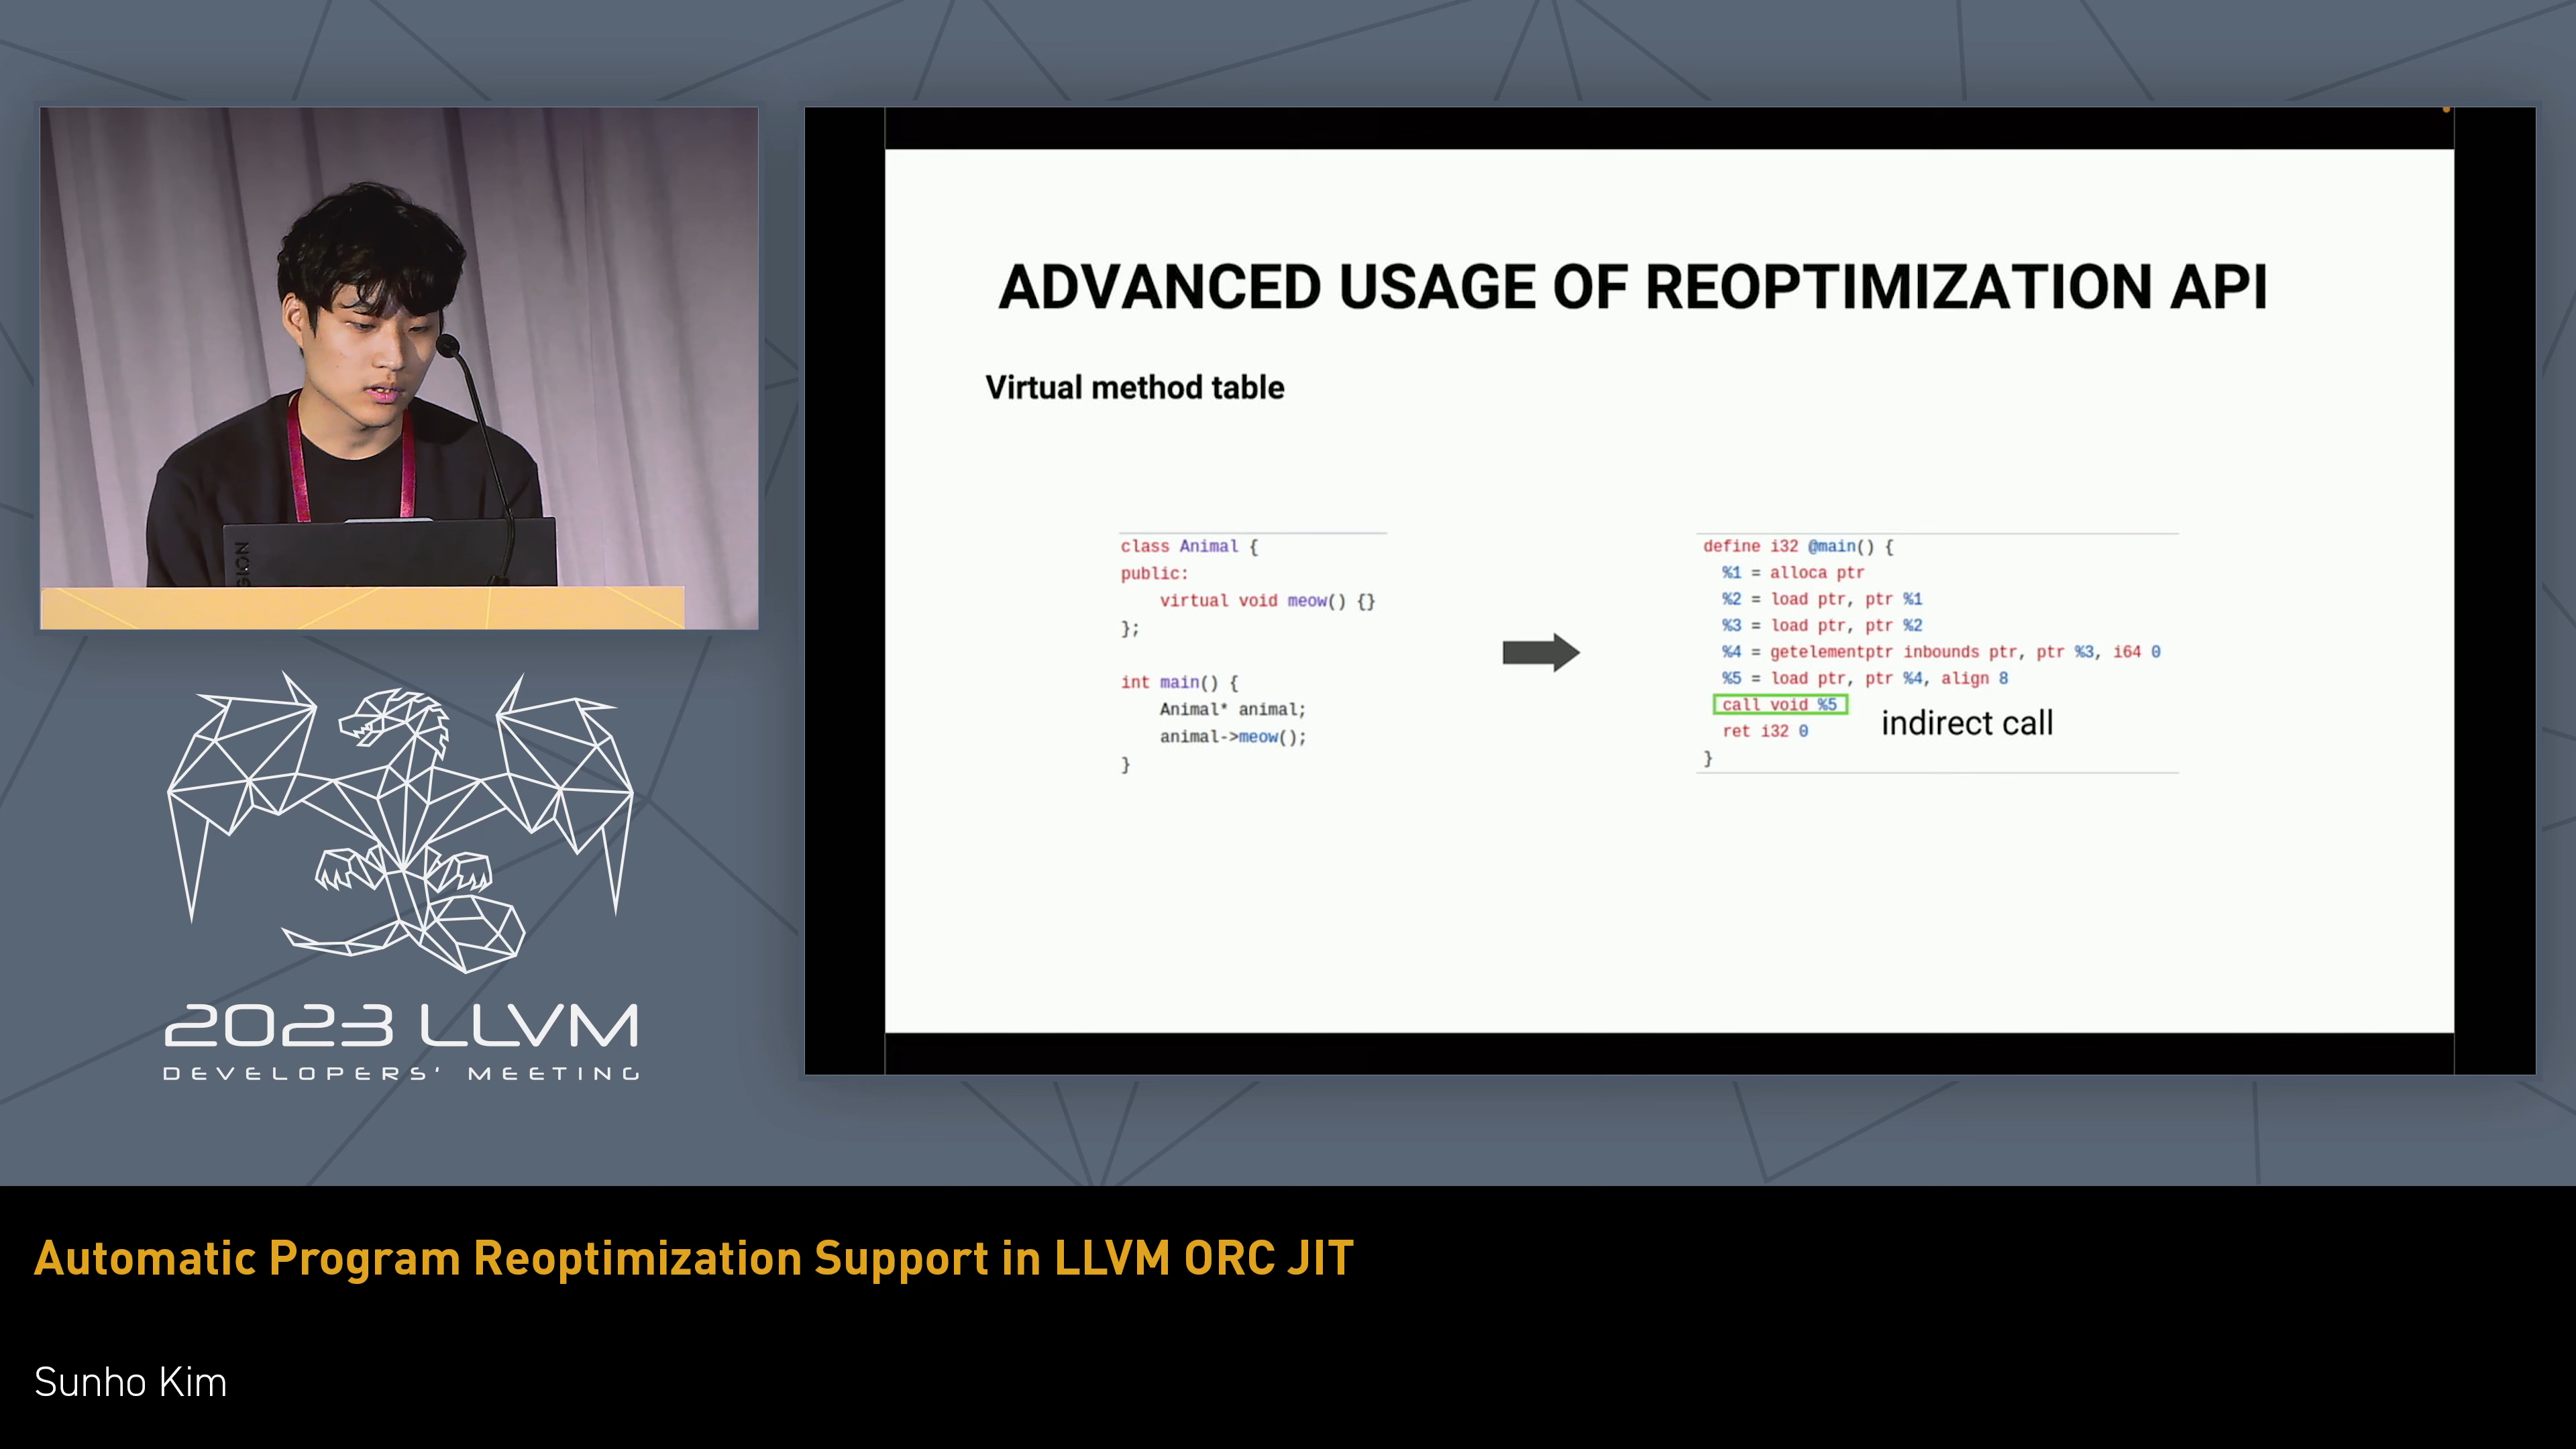 ADVANCED USAGE OF REOPTIMIZATION API
Virtual method table
class Animal {
public:
    virtual void meow() {}
};
int main() {
    Animal* animal;
    animal->meow();
}
define i32 @main() {
  %1 = alloca ptr
  %2 = load ptr, ptr %1
  %3 = load ptr, ptr %2
  %4 = getelementptr inbounds ptr, ptr %3, i64 0
  %5 = load ptr, ptr %4, align 8
  call void %5
  ret i32 0
}
indirect call
GION
2023 LLVM
DEVELOPERS' MEETING
Automatic Program Reoptimization Support in LLVM ORC JIT
Sunho Kim